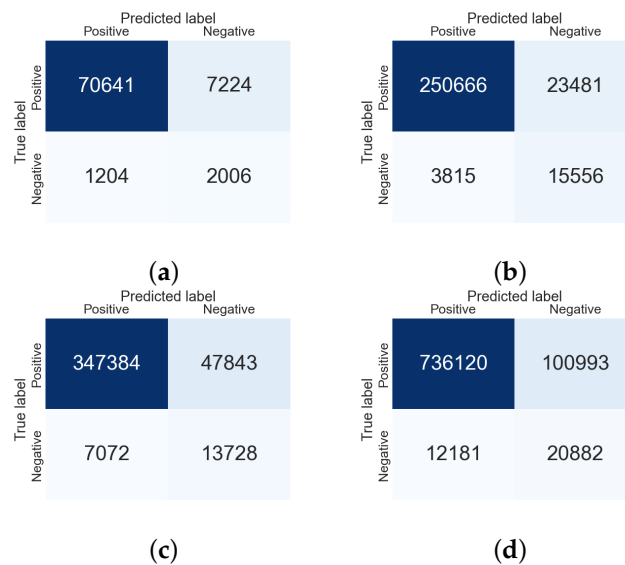 Predicted label
Positive Negative
True label
Positive
70641 7224
Negative
1204 2006
(a)
Predicted label
Positive Negative
True label
Positive
250666 23481
Negative
3815 15556
(b)
Predicted label
Positive Negative
True label
Positive
347384 47843
Negative
7072 13728
(c)
Predicted label
Positive Negative
True label
Positive
736120 100993
Negative
12181 20882
(d)